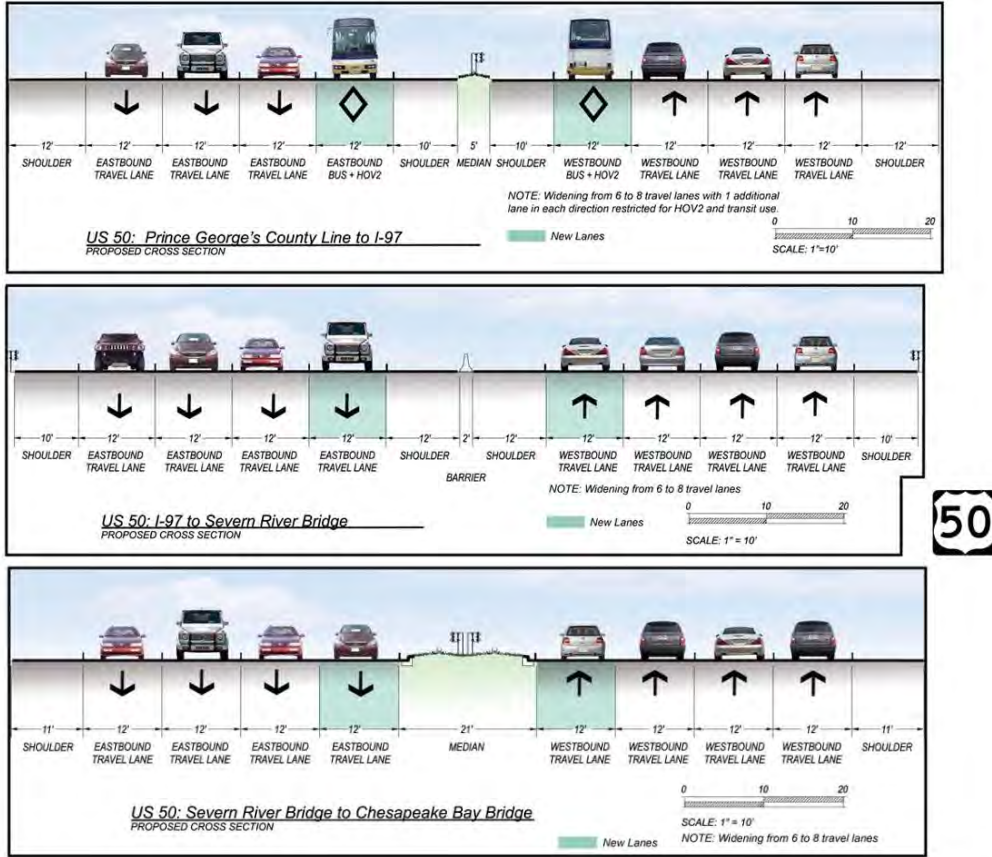 12' 12' 12' 12' 12' 10' 5' 10' 12' 12' 12' 12' 12'
SHOULDER EASTBOUND EASTBOUND EASTBOUND EASTBOUND SHOULDER MEDIAN SHOULDER WESTBOUND WESTBOUND WESTBOUND WESTBOUND SHOULDER
TRAVEL LANE TRAVEL LANE TRAVEL LANE BUS + HOV2 BUS + HOV2 TRAVEL LANE TRAVEL LANE TRAVEL LANE
NOTE: Widening from 6 to 8 travel lanes with 1 additional
lane in each direction restricted for HOV2 and transit use.
US 50: Prince George's County Line to I-97
PROPOSED CROSS SECTION
New Lanes
0 10 20
SCALE: 1"=10'
10' 12' 12' 12' 12' 12' 2' 12' 12' 12' 12' 12' 10'
SHOULDER EASTBOUND EASTBOUND EASTBOUND EASTBOUND SHOULDER SHOULDER WESTBOUND WESTBOUND WESTBOUND WESTBOUND SHOULDER
TRAVEL LANE TRAVEL LANE TRAVEL LANE TRAVEL LANE TRAVEL LANE TRAVEL LANE TRAVEL LANE TRAVEL LANE
BARRIER
NOTE: Widening from 6 to 8 travel lanes
US 50: I-97 to Severn River Bridge
PROPOSED CROSS SECTION
New Lanes
0 10 20
SCALE: 1" = 10'
50
11' 12' 12' 12' 12' 21' 12' 12' 12' 12' 11'
SHOULDER EASTBOUND EASTBOUND EASTBOUND EASTBOUND MEDIAN WESTBOUND WESTBOUND WESTBOUND WESTBOUND SHOULDER
TRAVEL LANE TRAVEL LANE TRAVEL LANE TRAVEL LANE TRAVEL LANE TRAVEL LANE TRAVEL LANE TRAVEL LANE
US 50: Severn River Bridge to Chesapeake Bay Bridge
PROPOSED CROSS SECTION
New Lanes
0 10 20
SCALE: 1" = 10'
NOTE: Widening from 6 to 8 travel lanes